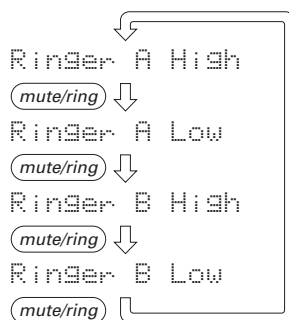 Ringer A High
mute/ring
Ringer A Low
mute/ring
Ringer B High
mute/ring
Ringer B Low
mute/ring